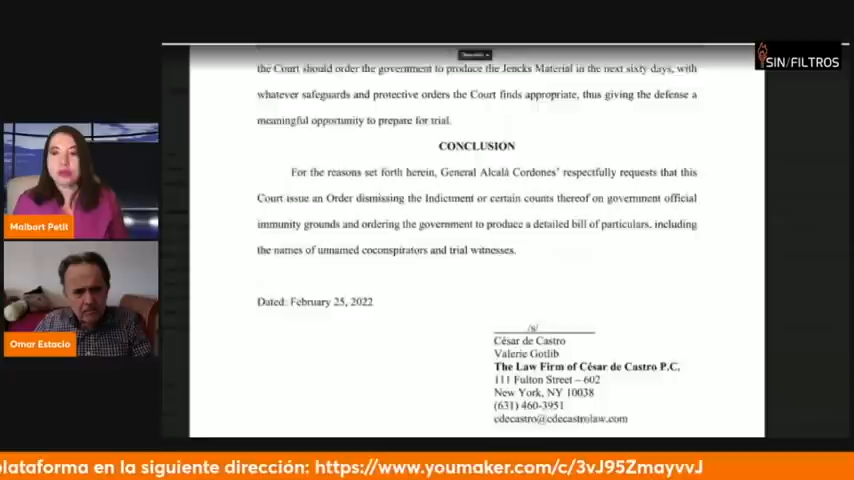 Thumbnails
SIN/FILTROS
the Court should order the government to produce the Jencks Material in the next sixty days, with
whatever safeguards and protective orders the Court finds appropriate, thus giving the defense a
meaningful opportunity to prepare for trial.
CONCLUSION
For the reasons set forth herein, General Alcalá Cordones' respectfully requests that this
Court issue an Order dismissing the Indictment or certain counts thereof on government official
immunity grounds and ordering the government to produce a detailed bill of particulars, including
the names of unnamed coconspirators and trial witnesses.
Dated: February 25, 2022
/s/
César de Castro
Valerie Gotlib
The Law Firm of César de Castro P.C.
111 Fulton Street – 602
New York, NY 10038
(631) 460-3951
cdecastro@cdecastrolaw.com
Maibort Petit
Omar Estacio
plataforma en la siguiente dirección: https://www.youmaker.com/c/3vJ95ZmayvvJ